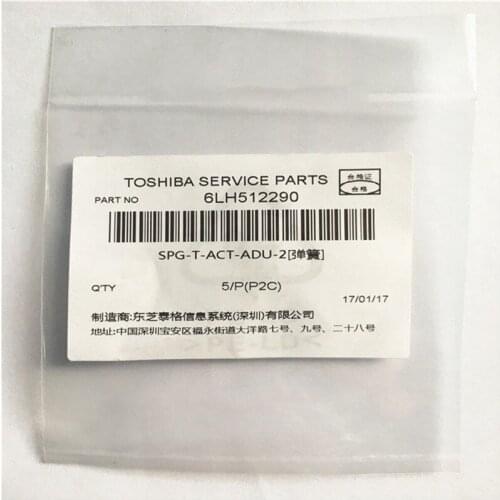 TOSHIBA SERVICE PARTS
合格证
合格
PART NO 6LH512290
SPG-T-ACT-ADU-2[弹簧]
Q'TY 5/P(P2C)
17/01/17
制造商:东芝泰格信息系统(深圳)有限公司
地址:中国深圳宝安区福永街道大洋路七号、九号、二十八号
>PE-LD<